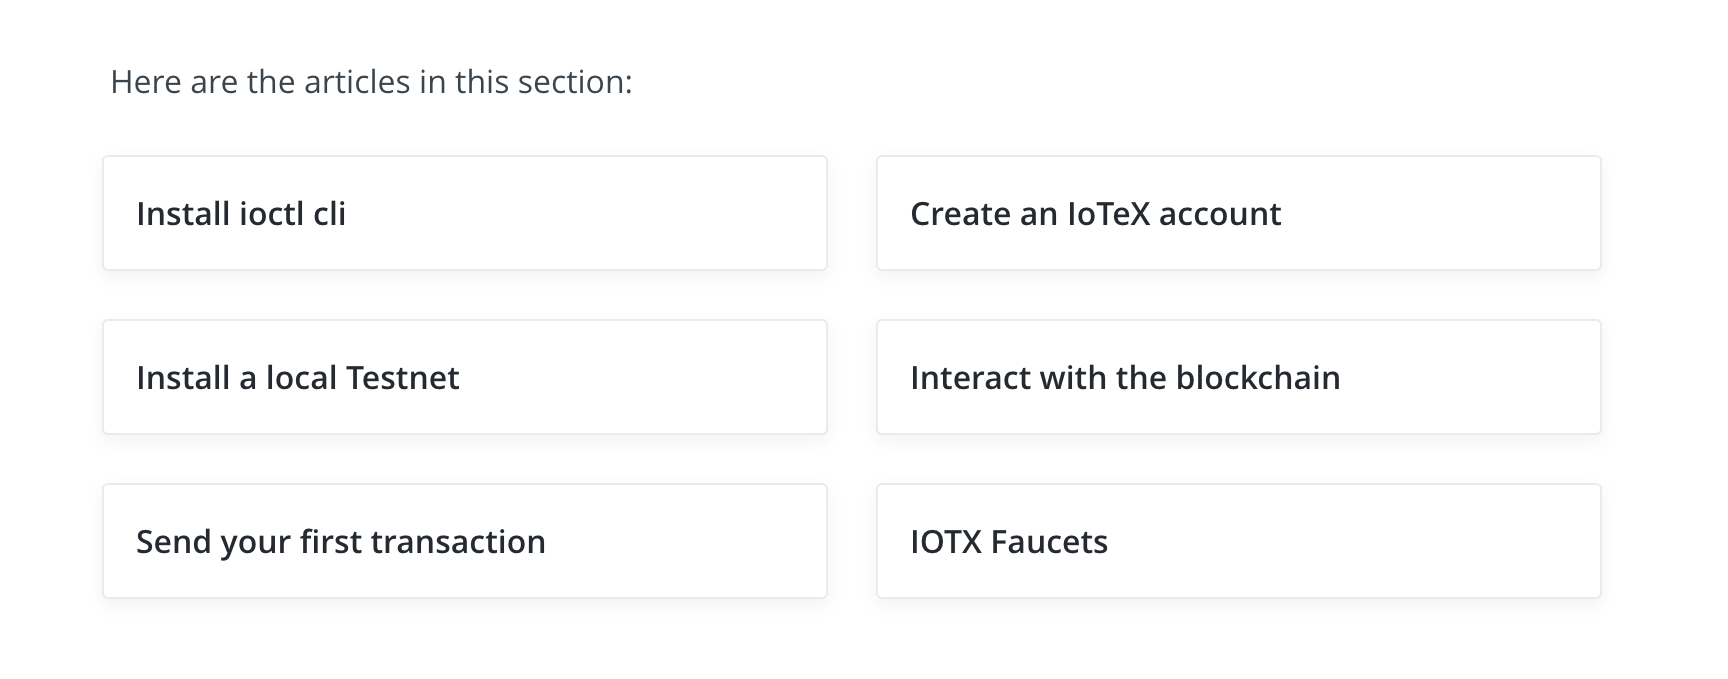 Here are the articles in this section:
Install ioctl cli
Create an IoTeX account
Install a local Testnet
Interact with the blockchain
Send your first transaction
IOTX Faucets